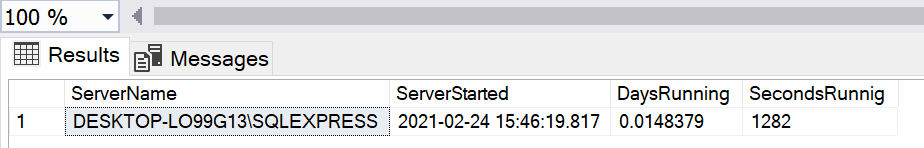 100 %
Results Messages
ServerName ServerStarted DaysRunning SecondsRunnig
1 DESKTOP-LO99G13\SQLEXPRESS 2021-02-24 15:46:19.817 0.0148379 1282